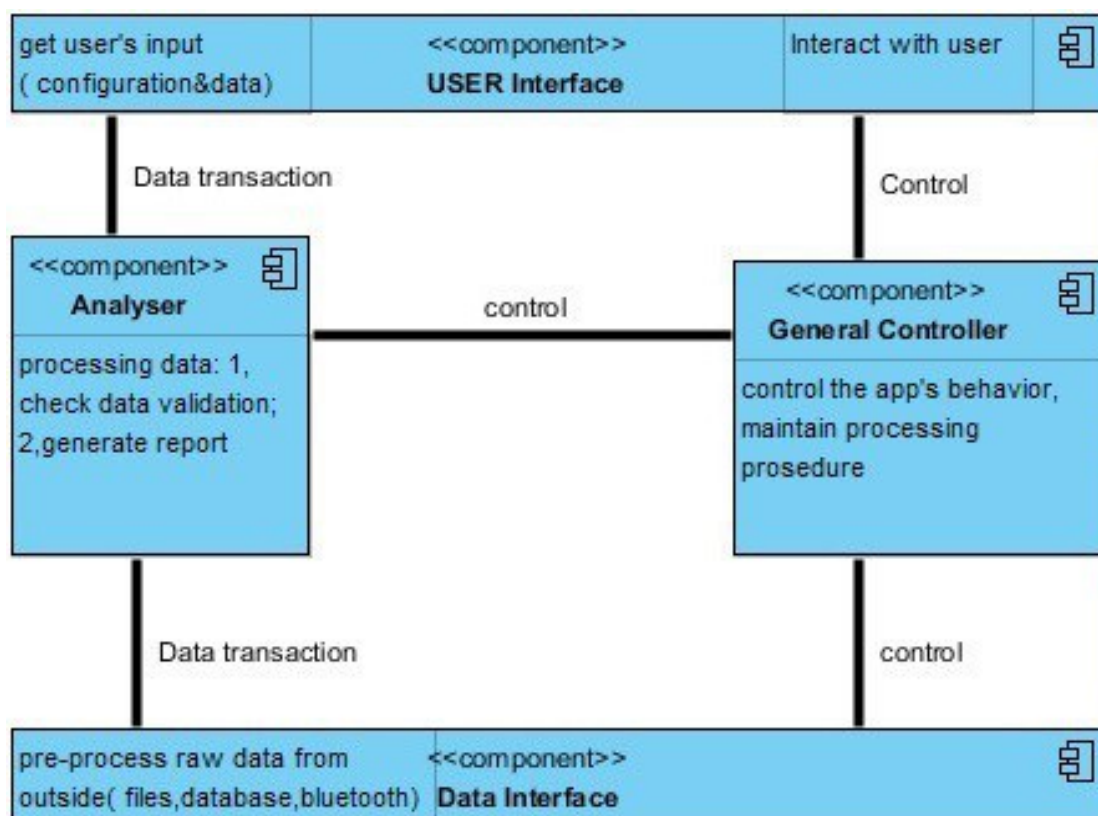 get user's input
( configuration&data)
<<component>>
USER Interface
Interact with user
Data transaction
Control
<<component>>
Analyser
processing data: 1,
check data validation;
2,generate report
control
<<component>>
General Controller
control the app's behavior,
maintain processing
prosedure
Data transaction
control
pre-process raw data from
outside( files,database,bluetooth)
<<component>>
Data Interface